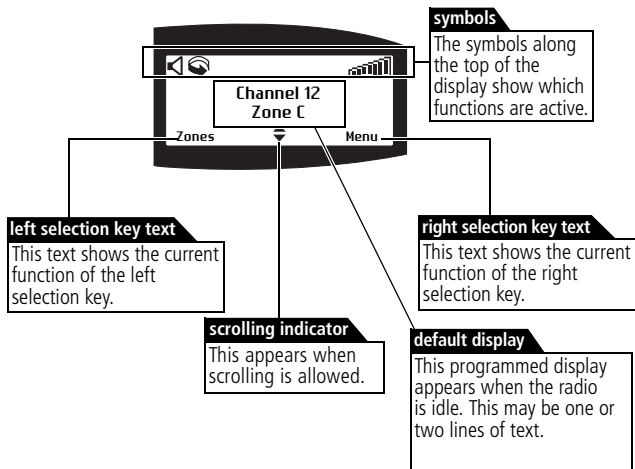 symbols
The symbols along
the top of the
display show which
functions are active.
Channel 12
Zone C
Zones
Menu
left selection key text
This text shows the current
function of the left
selection key.
right selection key text
This text shows the current
function of the right
selection key.
scrolling indicator
This appears when
scrolling is allowed.
default display
This programmed display
appears when the radio
is idle. This may be one or
two lines of text.